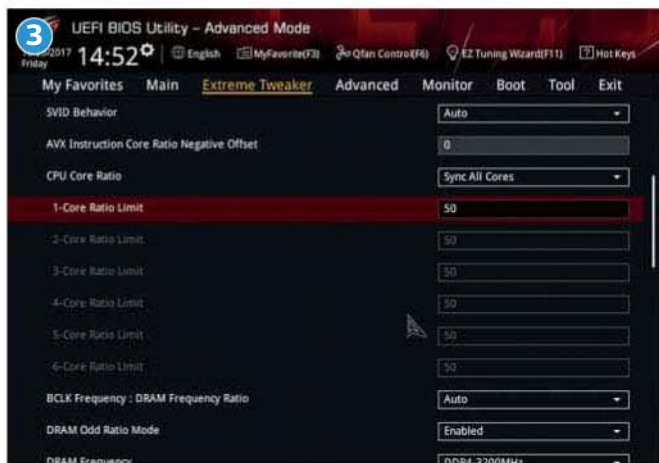 3
UEFI BIOS Utility – Advanced Mode
2017 Friday 14:52 English MyFavorite(F3) Qfan Control(F6) EZ Tuning Wizard(F11) Hot Keys
My Favorites Main Extreme Tweaker Advanced Monitor Boot Tool Exit
SVID Behavior Auto
AVX Instruction Core Ratio Negative Offset 0
CPU Core Ratio Sync All Cores
1-Core Ratio Limit 50
2-Core Ratio Limit 50
3-Core Ratio Limit 50
4-Core Ratio Limit 50
5-Core Ratio Limit 50
6-Core Ratio Limit 50
BCLK Frequency : DRAM Frequency Ratio Auto
DRAM Odd Ratio Mode Enabled
DRAM Frequency DDR4-3200MHz